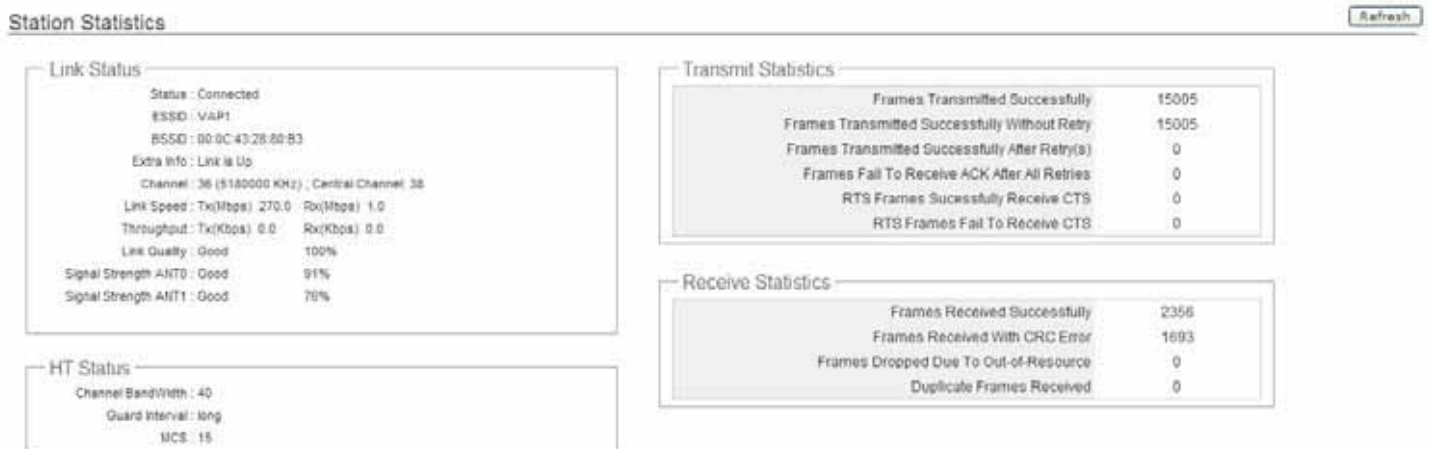 Station Statistics
Refresh
Link Status
Status : Connected
ESSID : VAP1
BSSID : 00:0C:43:28:80:B3
Extra Info : Link is Up
Channel : 36 (5180000 KHz) ; Central Channel: 38
Link Speed : Tx(Mbps) 270.0 Rx(Mbps) 1.0
Throughput : Tx(Kbps) 0.0 Rx(Kbps) 0.0
Link Quality : Good 100%
Signal Strength ANT0 : Good 91%
Signal Strength ANT1 : Good 76%
HT Status
Channel BandWidth : 40
Guard Interval : long
MCS : 15
Transmit Statistics
Frames Transmitted Successfully 15005
Frames Transmitted Successfully Without Retry 15005
Frames Transmitted Successfully After Retry(s) 0
Frames Fail To Receive ACK After All Retries 0
RTS Frames Sucessfully Receive CTS 0
RTS Frames Fail To Receive CTS 0
Receive Statistics
Frames Received Successfully 2356
Frames Received With CRC Error 1693
Frames Dropped Due To Out-of-Resource 0
Duplicate Frames Received 0